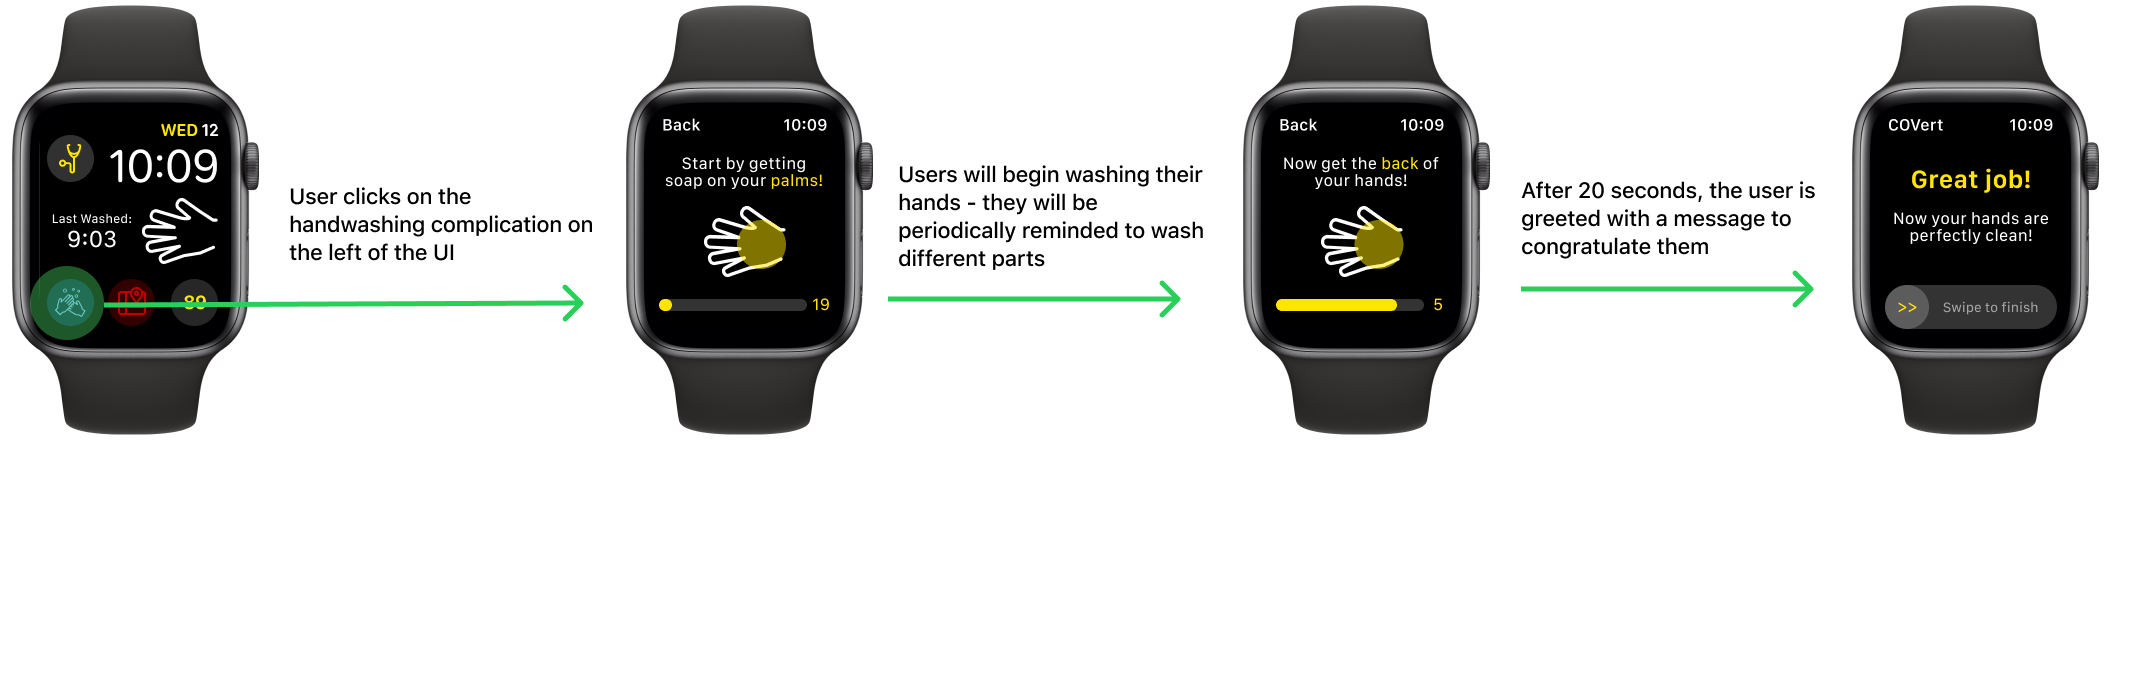 WED 12
10:09
Last Washed:
9:03
89
User clicks on the
handwashing complication on
the left of the UI
Back 10:09
Start by getting
soap on your palms!
19
Users will begin washing their
hands - they will be
periodically reminded to wash
different parts
Back 10:09
Now get the back of
your hands!
5
After 20 seconds, the user is
greeted with a message to
congratulate them
COVert 10:09
Great job!
Now your hands are
perfectly clean!
>> Swipe to finish